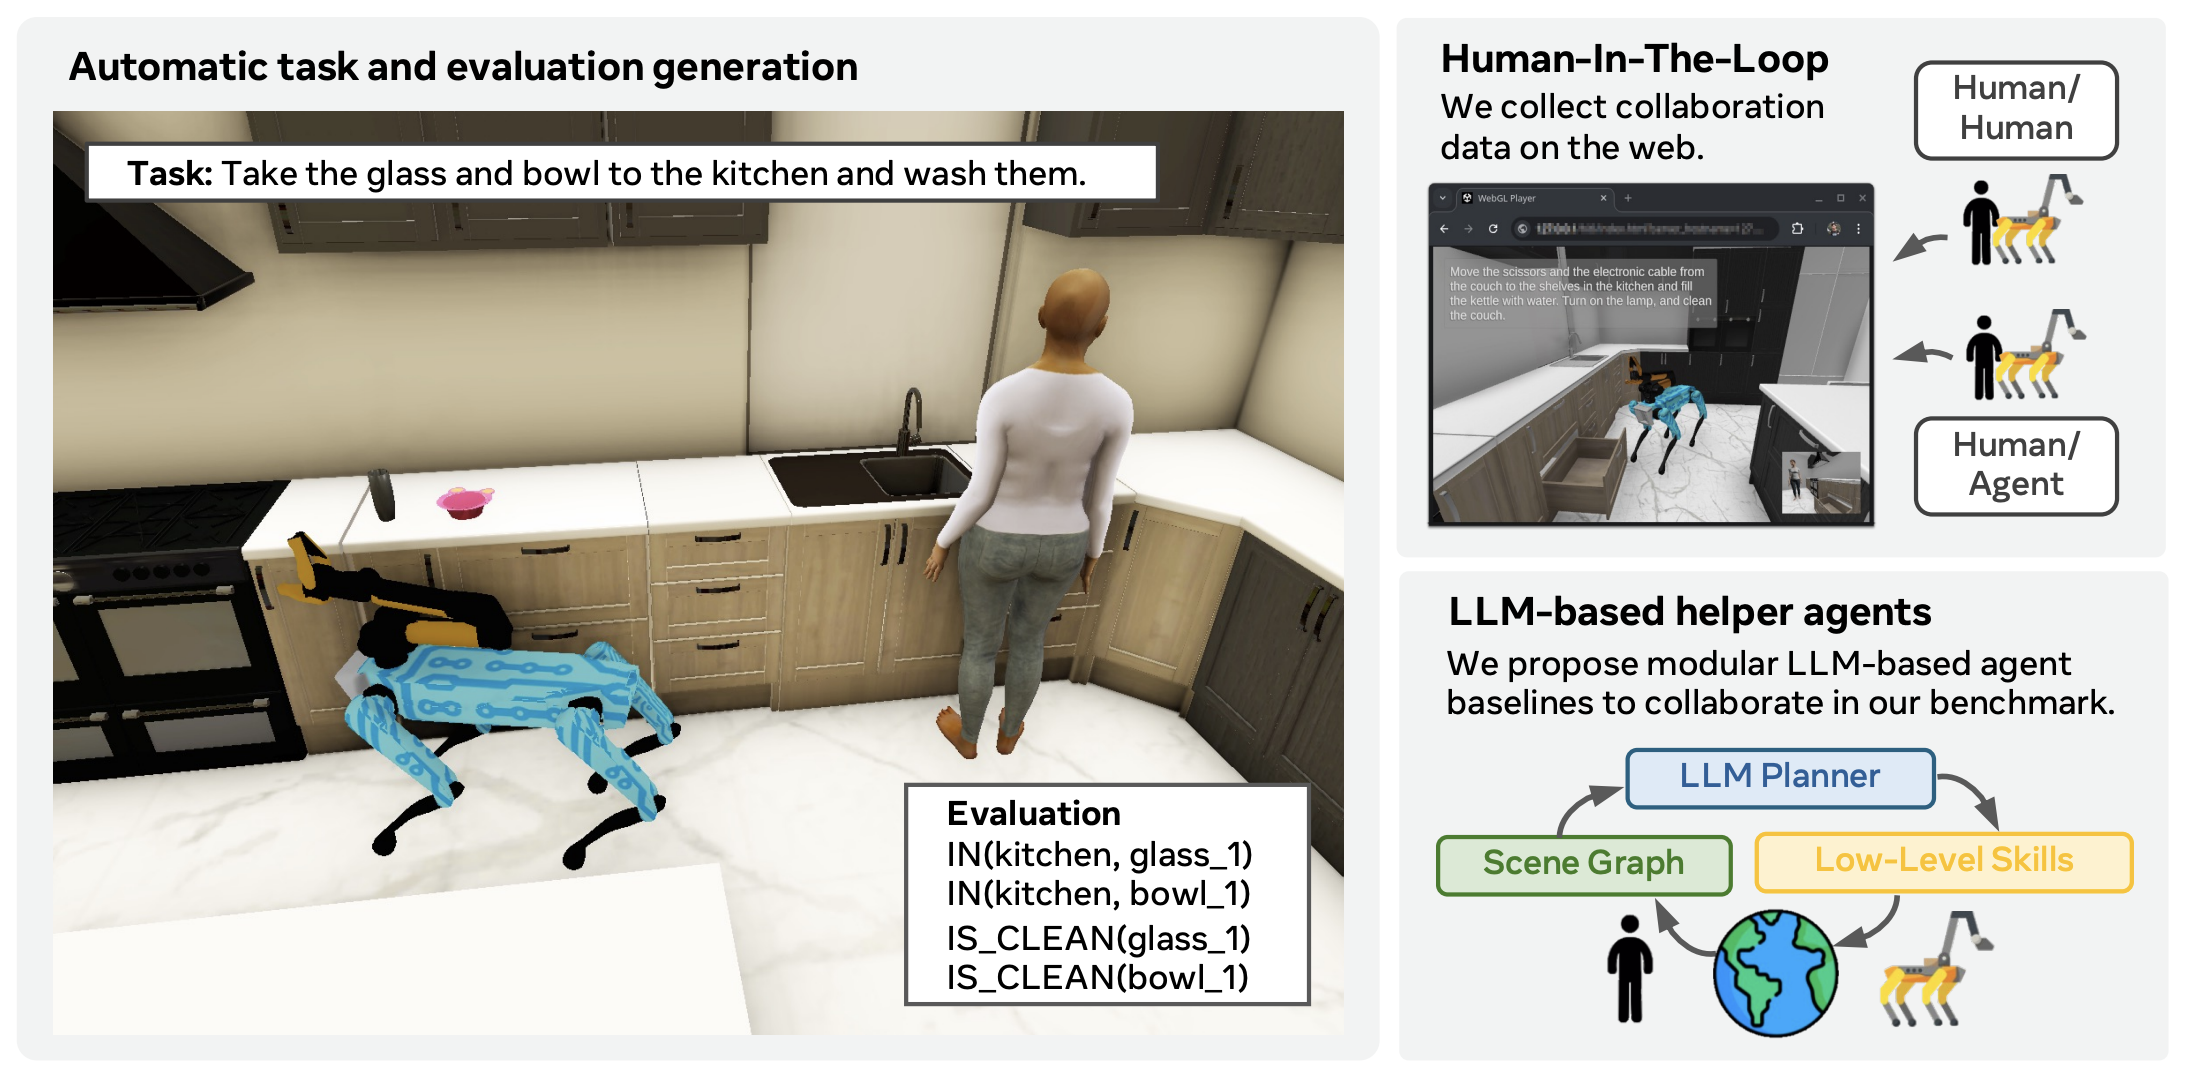 Automatic task and evaluation generation
Task: Take the glass and bowl to the kitchen and wash them.
Evaluation
IN(kitchen, glass_1)
IN(kitchen, bowl_1)
IS_CLEAN(glass_1)
IS_CLEAN(bowl_1)
Human-In-The-Loop
We collect collaboration
data on the web.
Human/
Human
WebGL Player
Move the scissors and the electronic cable from
the couch to the shelves in the kitchen and fill
the kettle with water. Turn on the lamp, and clean
the couch.
Human/
Agent
LLM-based helper agents
We propose modular LLM-based agent
baselines to collaborate in our benchmark.
LLM Planner
Scene Graph
Low-Level Skills